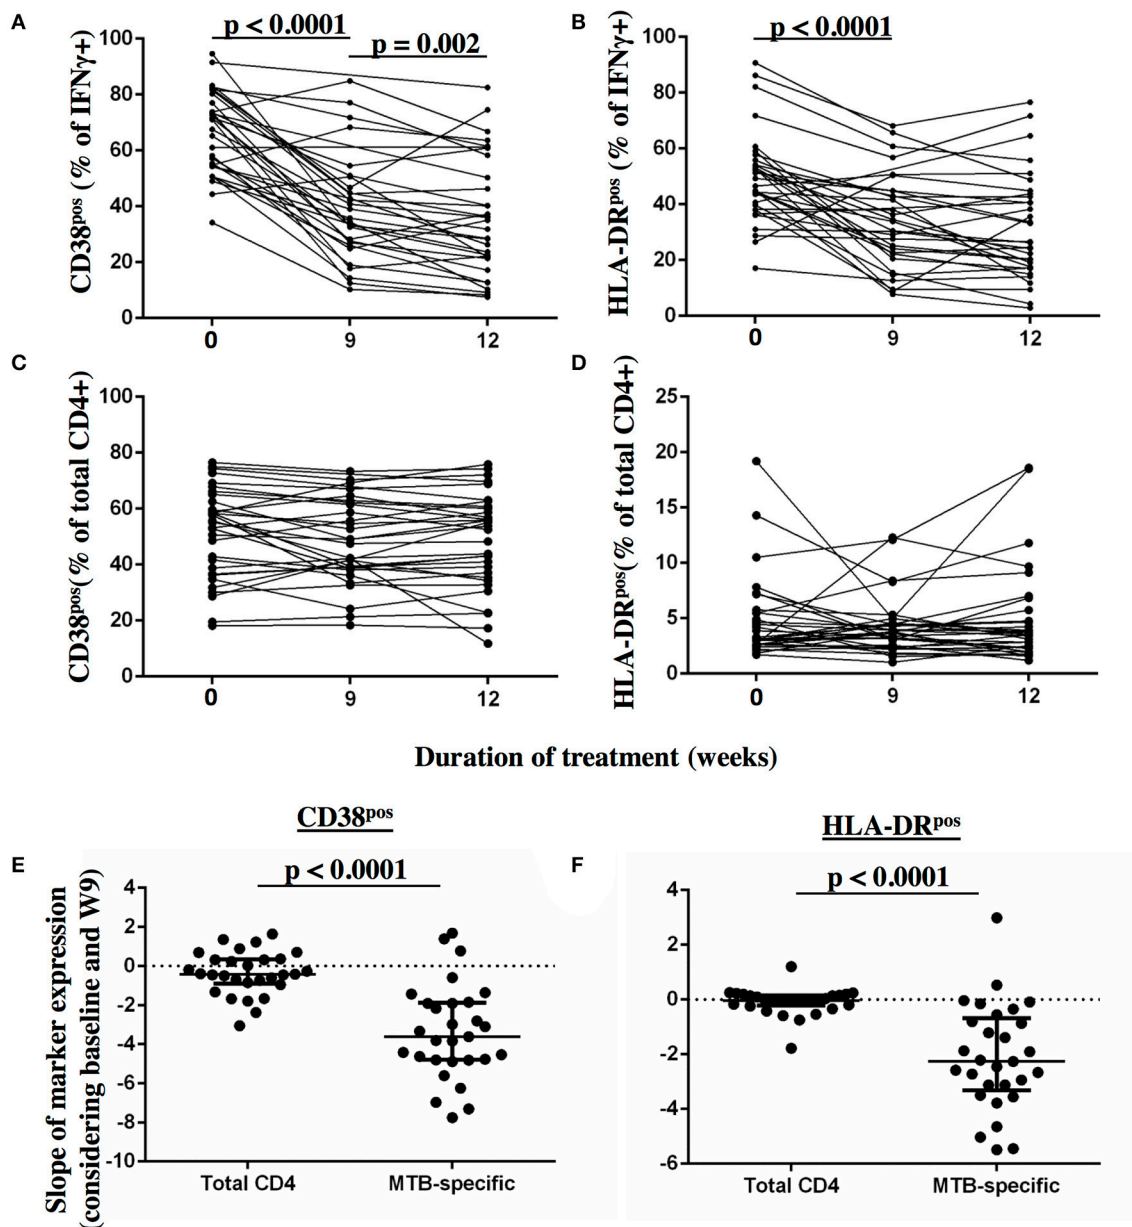 A
p < 0.0001
p = 0.002
CD38pos (% of IFNγ+)
100
80
60
40
20
0
0 9 12
B
p < 0.0001
HLA-DRpos (% of IFNγ+)
100
80
60
40
20
0
0 9 12
C
CD38pos(% of total CD4+)
100
80
60
40
20
0
0 9 12
D
HLA-DRpos(% of total CD4+)
25
20
15
10
5
0
0 9 12
Duration of treatment (weeks)
CD38pos
E
p < 0.0001
Slope of marker expression
(considering baseline and W9)
4
2
0
-2
-4
-6
-8
-10
Total CD4 MTB-specific
HLA-DRpos
F
p < 0.0001
4
2
0
-2
-4
-6
Total CD4 MTB-specific